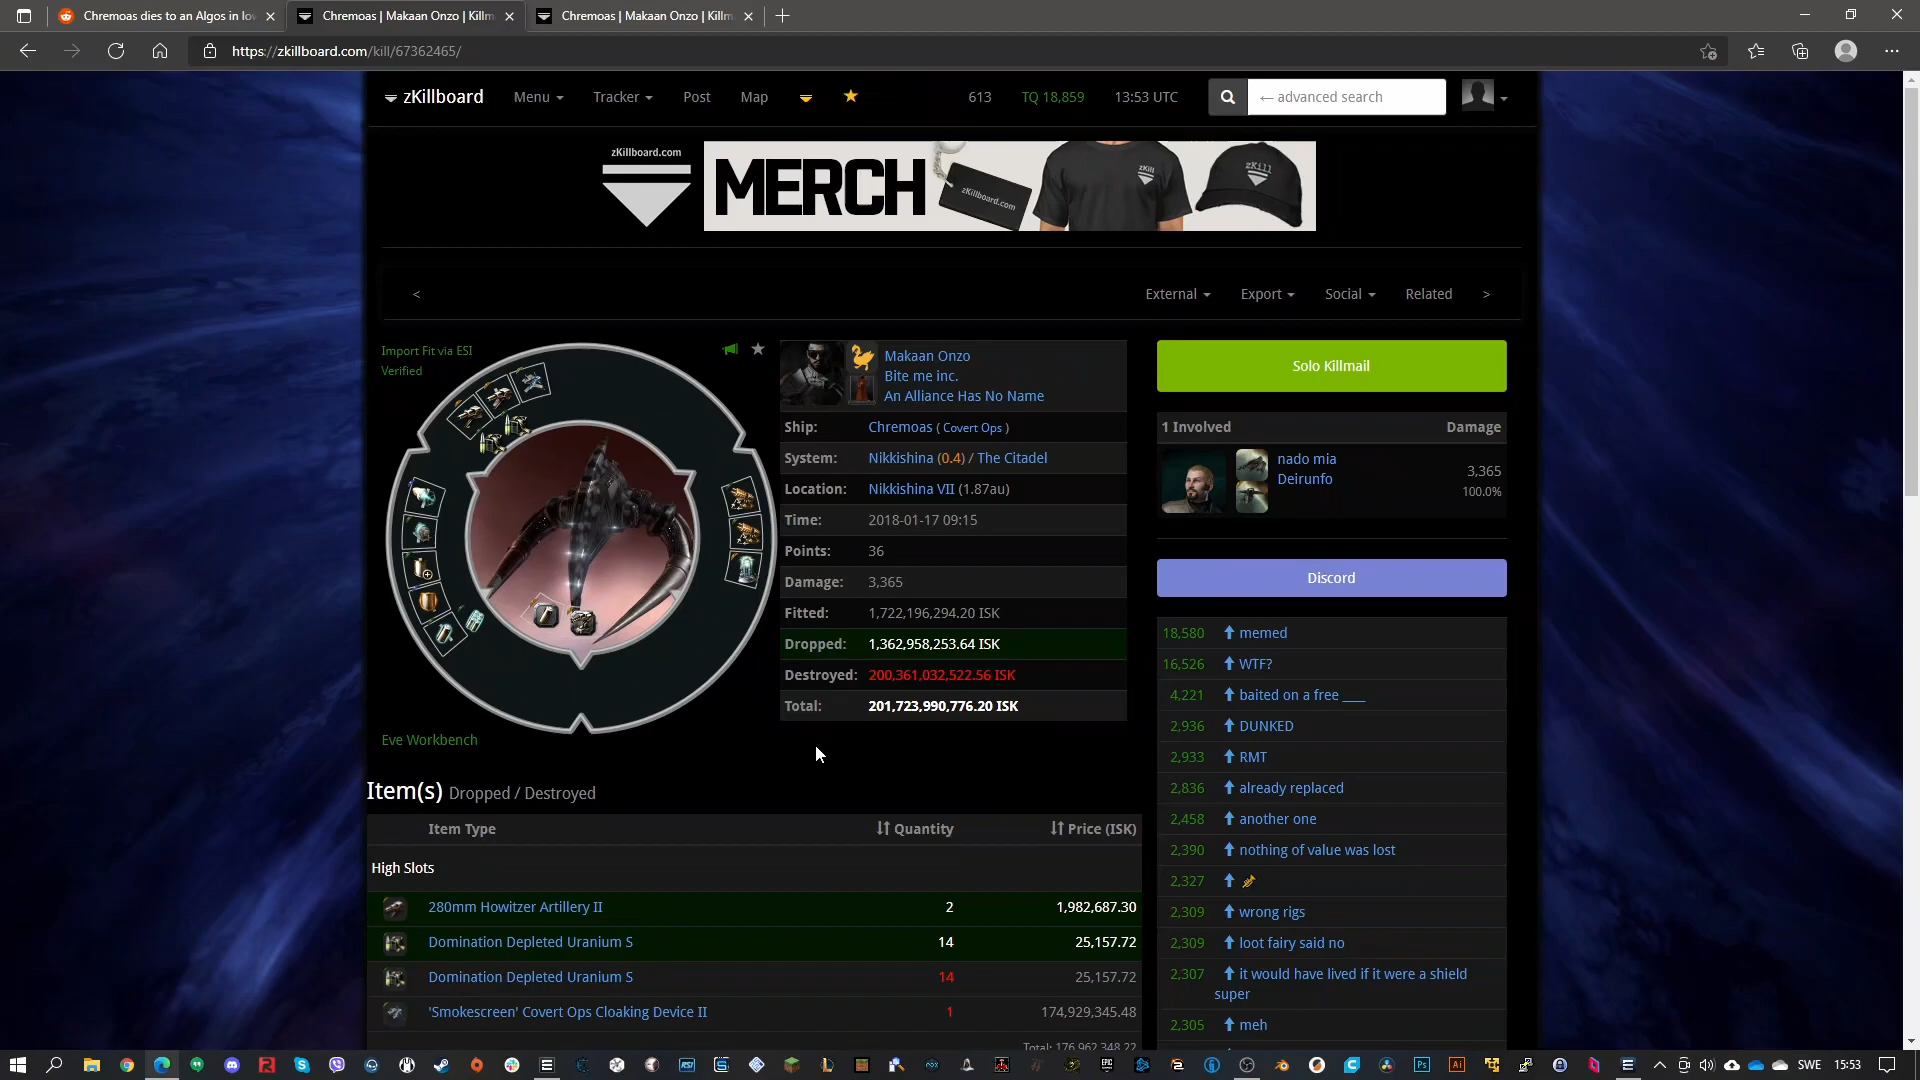 Chremoas dies to an Algos in lo
Chremoas | Makaan Onzo | Killm
Chremoas | Makaan Onzo | Killm
https://zkillboard.com/kill/67362465/
zKillboard
Menu
Tracker
Post
Map
613
TQ 18,859
13:53 UTC
← advanced search
zKillboard.com
MERCH
zKillboard.com
zKill
zKill
<
External
Export
Social
Related
>
Import Fit via ESI
Verified
Eve Workbench
Makaan Onzo
Bite me inc.
An Alliance Has No Name
Ship: Chremoas ( Covert Ops )
System: Nikkishina (0.4) / The Citadel
Location: Nikkishina VII (1.87au)
Time: 2018-01-17 09:15
Points: 36
Damage: 3,365
Fitted: 1,722,196,294.20 ISK
Dropped: 1,362,958,253.64 ISK
Destroyed: 200,361,032,522.56 ISK
Total: 201,723,990,776.20 ISK
Solo Killmail
1 Involved Damage
nado mia
Deirunfo
3,365
100.0%
Discord
18,580 memed
16,526 WTF?
4,221 baited on a free ____
2,936 DUNKED
2,933 RMT
2,836 already replaced
2,458 another one
2,390 nothing of value was lost
2,327
2,309 wrong rigs
2,309 loot fairy said no
2,307 it would have lived if it were a shield
super
2,305 meh
Item(s) Dropped / Destroyed
Item Type Quantity Price (ISK)
High Slots
280mm Howitzer Artillery II 2 1,982,687.30
Domination Depleted Uranium S 14 25,157.72
Domination Depleted Uranium S 14 25,157.72
'Smokescreen' Covert Ops Cloaking Device II 1 174,929,345.48
Total: 176,962,348.22
SWE
15:53